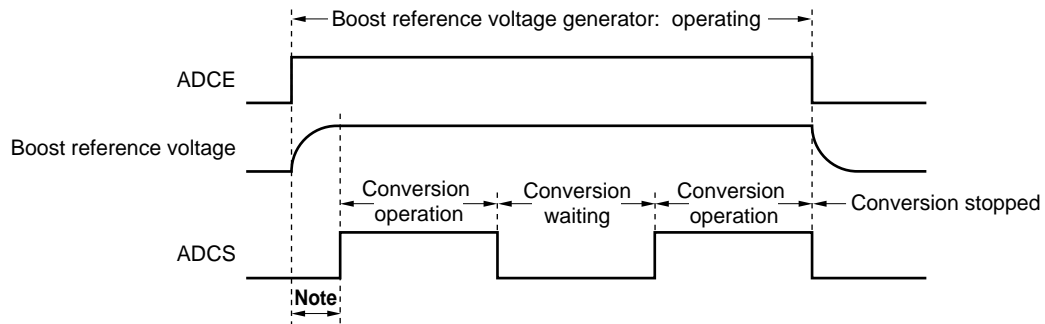 Boost reference voltage generator: operating
ADCE
Boost reference voltage
Conversion
operation
Conversion
waiting
Conversion
operation
Conversion stopped
ADCS
Note